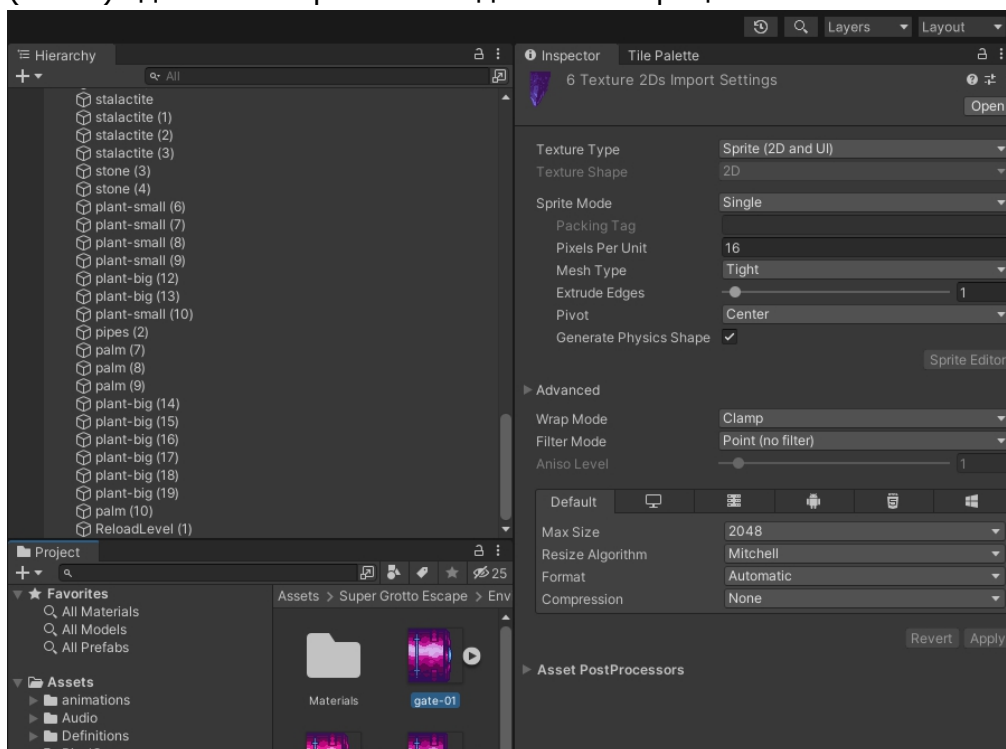 Layers
Layout
Hierarchy
All
stalactite
stalactite (1)
stalactite (2)
stalactite (3)
stone (3)
stone (4)
plant-small (6)
plant-small (7)
plant-small (8)
plant-small (9)
plant-big (12)
plant-big (13)
plant-small (10)
pipes (2)
palm (7)
palm (8)
palm (9)
plant-big (14)
plant-big (15)
plant-big (16)
plant-big (17)
plant-big (18)
plant-big (19)
palm (10)
ReloadLevel (1)
Project
25
Favorites
All Materials
All Models
All Prefabs
Assets
animations
Audio
Definitions
Assets > Super Grotto Escape > Env
Materials
gate-01
Inspector
Tile Palette
6 Texture 2Ds Import Settings
Open
Texture Type Sprite (2D and UI)
Texture Shape 2D
Sprite Mode Single
Packing Tag
Pixels Per Unit 16
Mesh Type Tight
Extrude Edges 1
Pivot Center
Generate Physics Shape
Sprite Editor
Advanced
Wrap Mode Clamp
Filter Mode Point (no filter)
Aniso Level 1
Default
Max Size 2048
Resize Algorithm Mitchell
Format Automatic
Compression None
Revert Apply
Asset PostProcessors